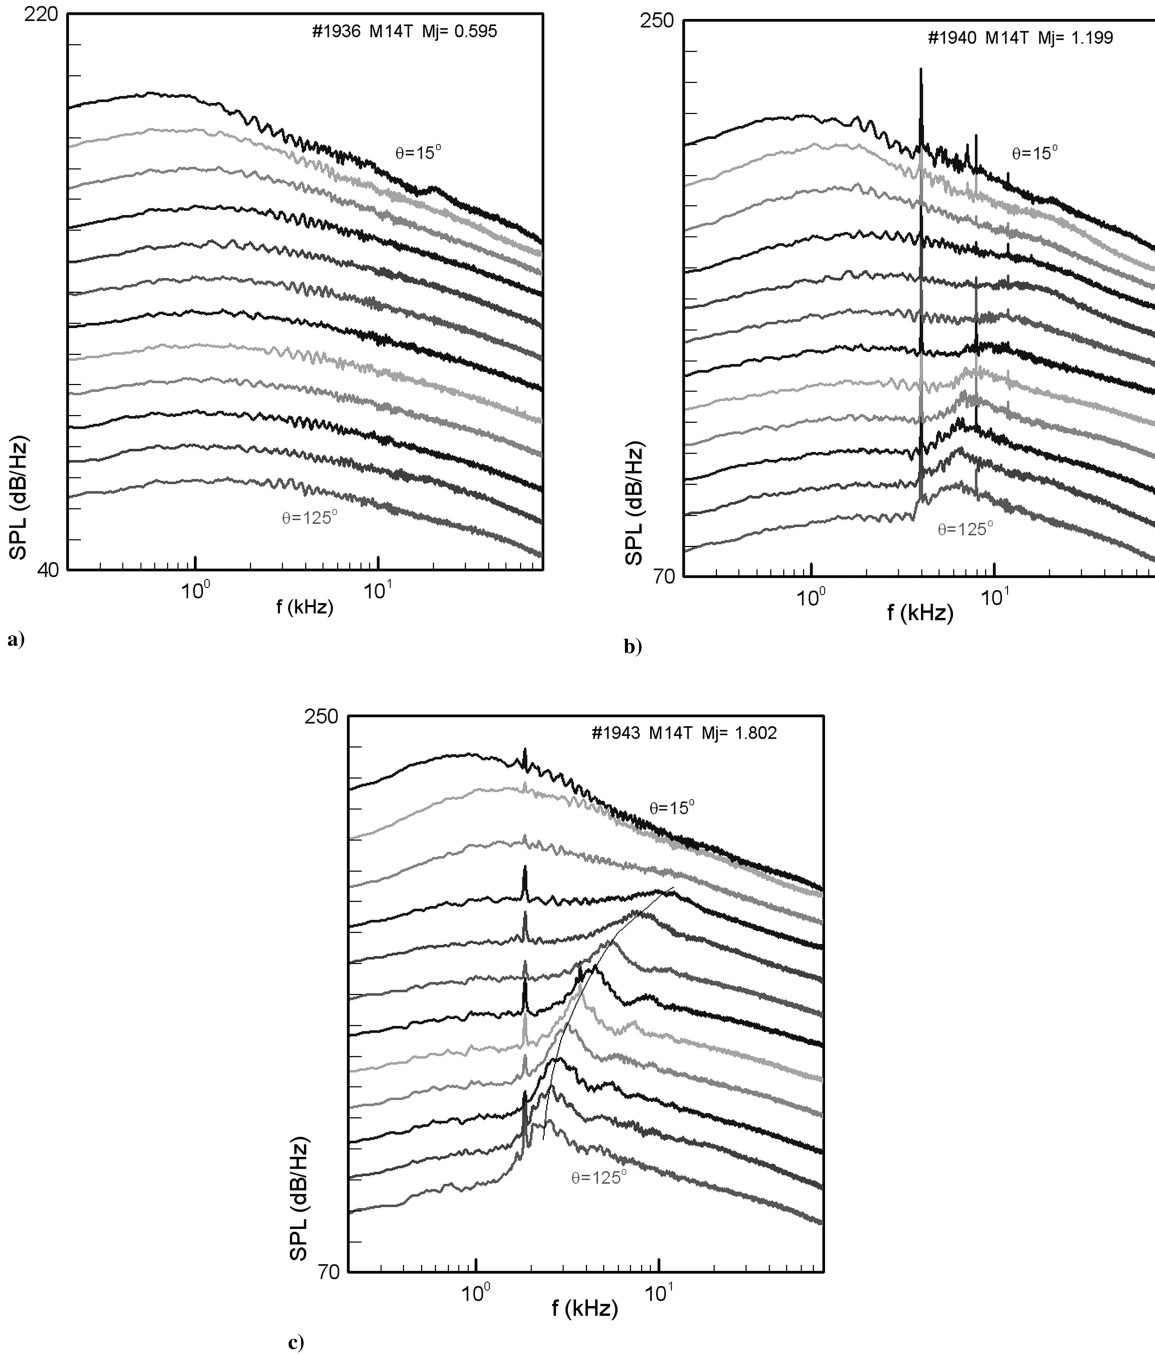 220
#1936 M14T Mj= 0.595
θ=15°
SPL (dB/Hz)
θ=125°
40
10⁰
10¹
f (kHz)
a)
250
#1940 M14T Mj= 1.199
θ=15°
SPL (dB/Hz)
θ=125°
70
10⁰
10¹
f (kHz)
b)
250
#1943 M14T Mj= 1.802
θ=15°
SPL (dB/Hz)
θ=125°
70
10⁰
10¹
f (kHz)
c)